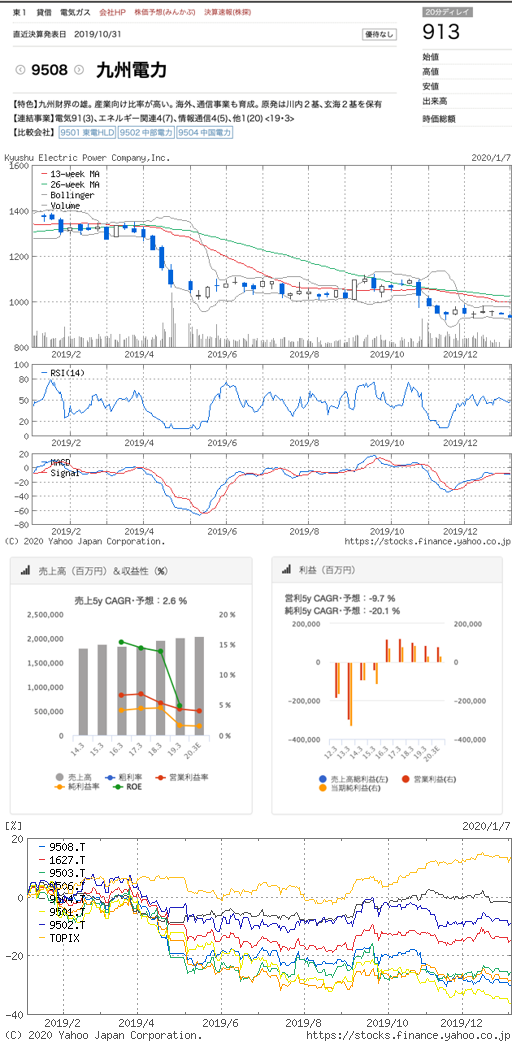 東1 貸借 電気ガス 会社HP 株価予想(みんかぶ) 決算速報(株探)
直近決算発表日 2019/10/31
優待なし
9508 九州電力
【特色】九州財界の雄。産業向け比率が高い。海外、通信事業も育成。原発は川内2基、玄海2基を保有
【連結事業】電気91(3)、エネルギー関連4(7)、情報通信4(5)、他1(20) <19・3>
【比較会社】 9501 東電HLD 9502 中部電力 9504 中国電力
20分ディレイ
913
始値
高値
安値
出来高
時価総額
Kyushu Electric Power Company,Inc.
2020/1/7
1600
1400
1200
1000
800
13-week MA
26-week MA
Bollinger
Volume
2019/2 2019/4 2019/6 2019/8 2019/10 2019/12
100
80
60
20
0
RSI(14)
2019/2 2019/4 2019/6 2019/8 2019/10 2019/12
20
0
-20
-40
-60
-80
MACD
Signal
2019/2 2019/4 2019/6 2019/8 2019/10 2019/12
(C) 2020 Yahoo Japan Corporation.
https://stocks.finance.yahoo.co.jp/
売上高（百万円）＆収益性（%）
売上5y CAGR･予想：2.6 %
2,500,000
2,000,000
1,500,000
1,000,000
500,000
0
20 %
15 %
10 %
5 %
0 %
14.3 15.3 16.3 17.3 18.3 19.3 20.3E
売上高 粗利率 営業利益率
純利益率 ROE
利益（百万円）
営利5y CAGR･予想：-9.7 %
純利5y CAGR･予想：-20.1 %
200,000
0
-200,000
-400,000
200,000
0
-200,000
-400,000
12.3 13.3 14.3 15.3 16.3 17.3 18.3 19.3 20.3E
売上高総利益(左) 営業利益(右)
当期純利益(右)
[%]
2020/1/7
20
0
-20
-40
9508.T
1627.T
9503.T
9506.T
9504.T
9501.T
9502.T
TOPIX
2019/2 2019/4 2019/6 2019/8 2019/10 2019/12
(C) 2020 Yahoo Japan Corporation.
https://stocks.finance.yahoo.co.jp/